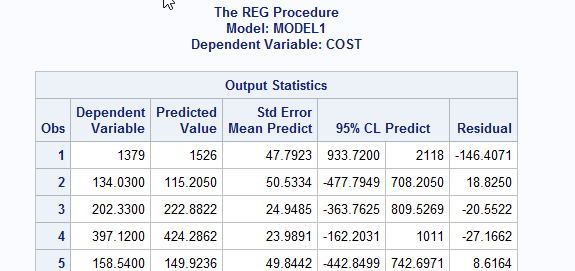 The REG Procedure
Model: MODEL1
Dependent Variable: COST
Output Statistics
Obs Dependent Variable Predicted Value Std Error Mean Predict 95% CL Predict Residual
1 1379 1526 47.7923 933.7200 2118 -146.4071
2 134.0300 115.2050 50.5334 -477.7949 708.2050 18.8250
3 202.3300 222.8822 24.9485 -363.7625 809.5269 -20.5522
4 397.1200 424.2862 23.9891 -162.2031 1011 -27.1662
5 158.5400 149.9236 49.8442 -442.8499 742.6971 8.6164